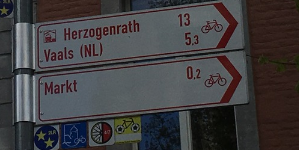 Herzogenrath 13
Vaals (NL) 5,3
Markt 0,2